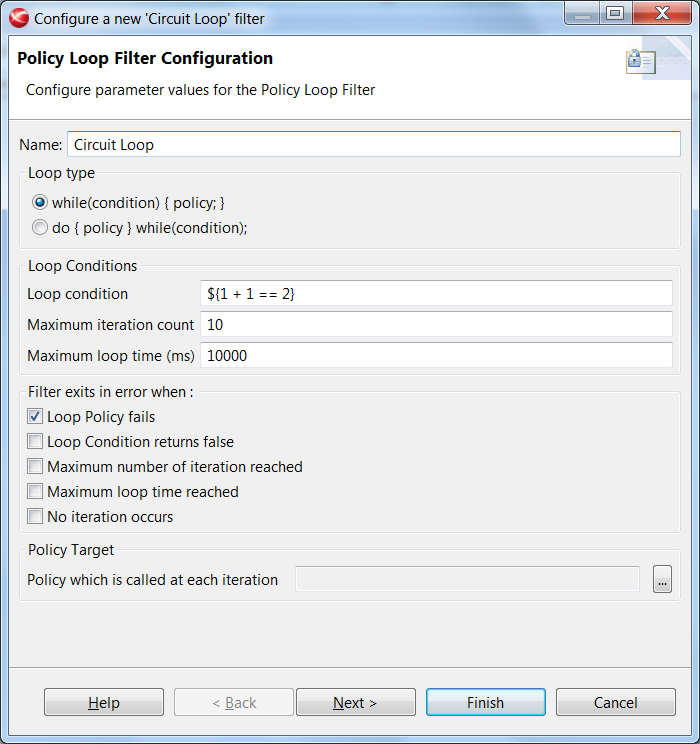 Configure a new 'Circuit Loop' filter
Policy Loop Filter Configuration
Configure parameter values for the Policy Loop Filter
Name: Circuit Loop
Loop type
while(condition) { policy; }
do { policy } while(condition);
Loop Conditions
Loop condition ${1 + 1 == 2}
Maximum iteration count 10
Maximum loop time (ms) 10000
Filter exits in error when :
Loop Policy fails
Loop Condition returns false
Maximum number of iteration reached
Maximum loop time reached
No iteration occurs
Policy Target
Policy which is called at each iteration ...
Help < Back Next > Finish Cancel